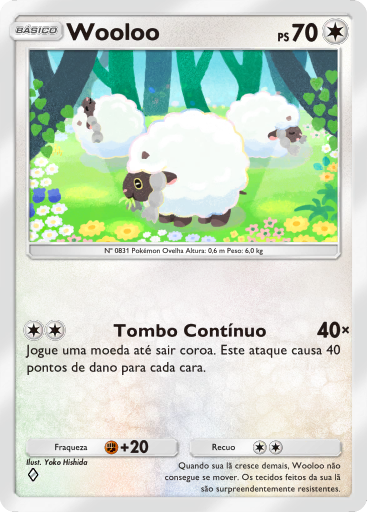 BÁSICO Wooloo PS 70
Nº 0831 Pokémon Ovelha Altura: 0,6 m Peso: 6,0 kg
Tombo Contínuo 40×
Jogue uma moeda até sair coroa. Este ataque causa 40
pontos de dano para cada cara.
Fraqueza +20 Recuo
Ilust. Yoko Hishida
Quando sua lã cresce demais, Wooloo não
consegue se mover. Os tecidos feitos da sua lã
são surpreendentemente resistentes.